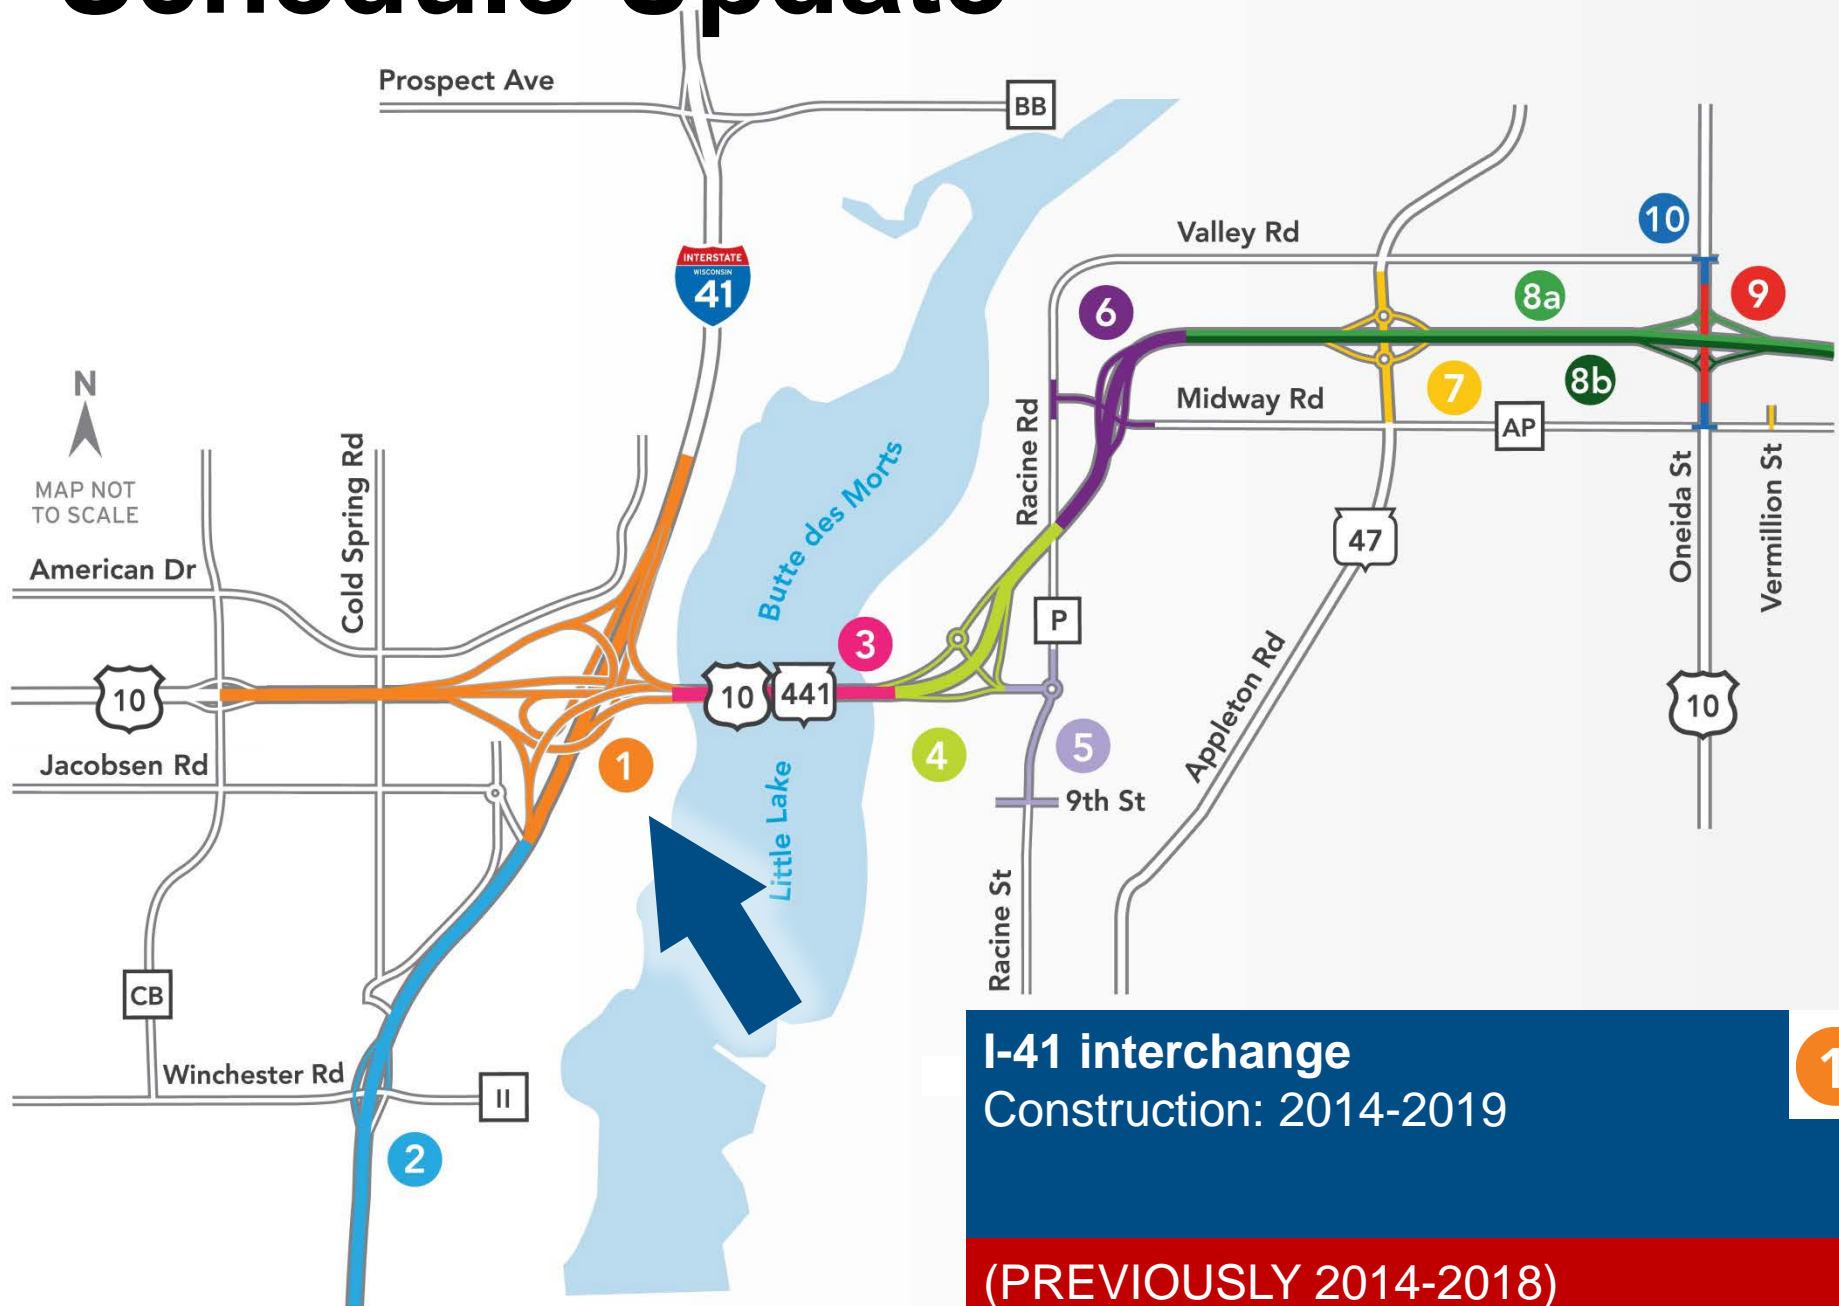 Schedule Update
Prospect Ave
BB
Valley Rd
10
INTERSTATE
WISCONSIN
41
6
8a
9
N
MAP NOT
TO SCALE
7
8b
Midway Rd
AP
Racine Rd
Cold Spring Rd
Butte des Morts
Oneida St
Vermillion St
47
American Dr
P
3
10
10
441
10
Appleton Rd
Jacobsen Rd
1
4
5
9th St
Little Lake
Racine St
CB
Winchester Rd
II
2
I-41 interchange
1
Construction: 2014-2019
(PREVIOUSLY 2014-2018)